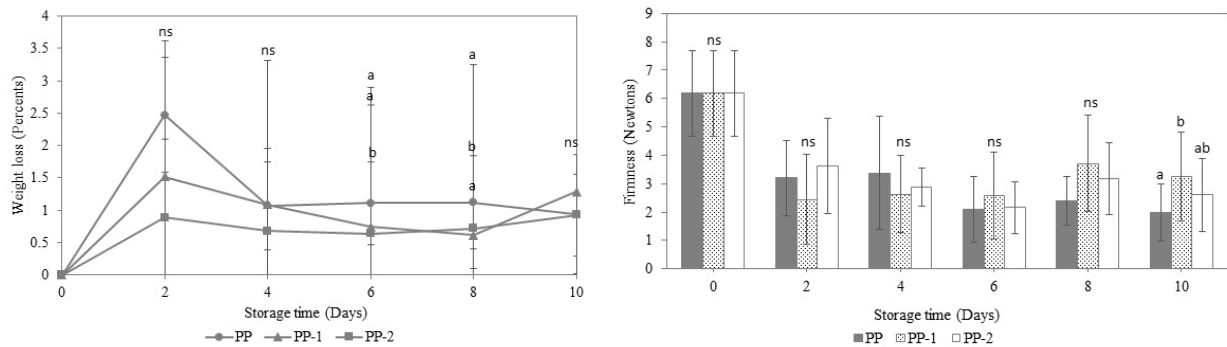 4
3.5
3
2.5
2
1.5
1
0.5
0
Weight loss (Percents)
ns
ns
a
a
b
a
b
a
ns
0 2 4 6 8 10
Storage time (Days)
PP PP-1 PP-2
9
8
7
6
5
4
3
2
1
0
Firmness (Newtons)
ns
ns
ns
ns
ns
a
b
ab
0 2 4 6 8 10
Storage time (Days)
PP PP-1 PP-2